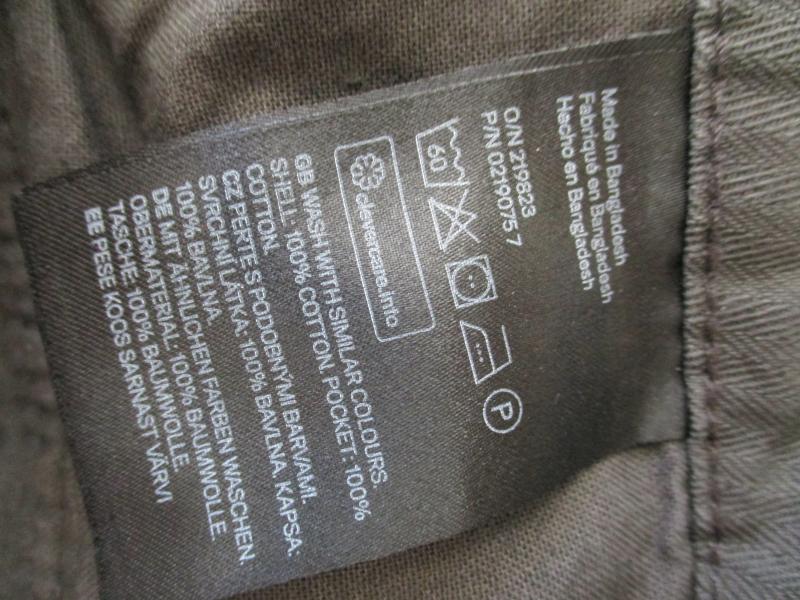 Made in Bangladesh
Fabriqué en Bangladesh
Hecho en Bangladesh
O/N 219823
P/N 0219075 7
60
P
clevercare.info
GB WASH WITH SIMILAR COLOURS.
SHELL: 100% COTTON. POCKET: 100%
COTTON.
CZ PERTE S PODOBNÝMI BARVAMI.
SVRCHNÍ LÁTKA: 100% BAVLNA. KAPSA:
100% BAVLNA.
DE MIT ÄHNLICHEN FARBEN WASCHEN.
OBERMATERIAL: 100% BAUMWOLLE.
TASCHE: 100% BAUMWOLLE.
EE PESE KOOS SARNAST VÄRVI